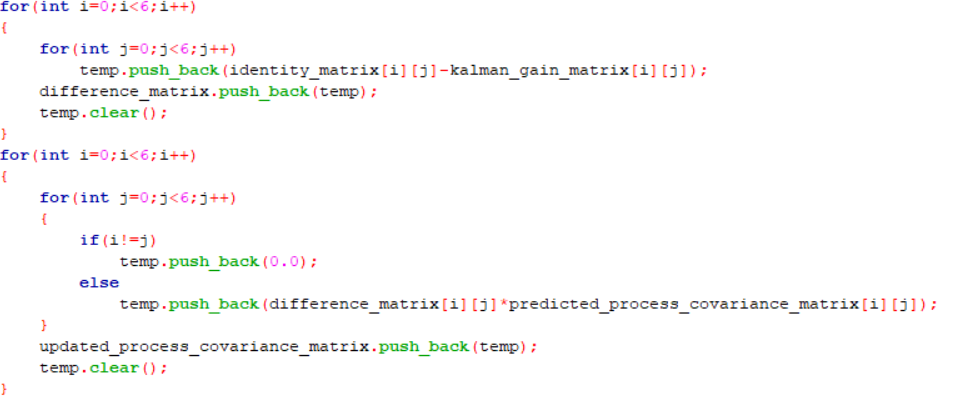 for(int i=0;i<6;i++)
{
    for(int j=0;j<6;j++)
        temp.push_back(identity_matrix[i][j]-kalman_gain_matrix[i][j]);
    difference_matrix.push_back(temp);
    temp.clear();
}
for(int i=0;i<6;i++)
{
    for(int j=0;j<6;j++)
    {
        if(i!=j)
            temp.push_back(0.0);
        else
            temp.push_back(difference_matrix[i][j]*predicted_process_covariance_matrix[i][j]);
    }
    updated_process_covariance_matrix.push_back(temp);
    temp.clear();
}